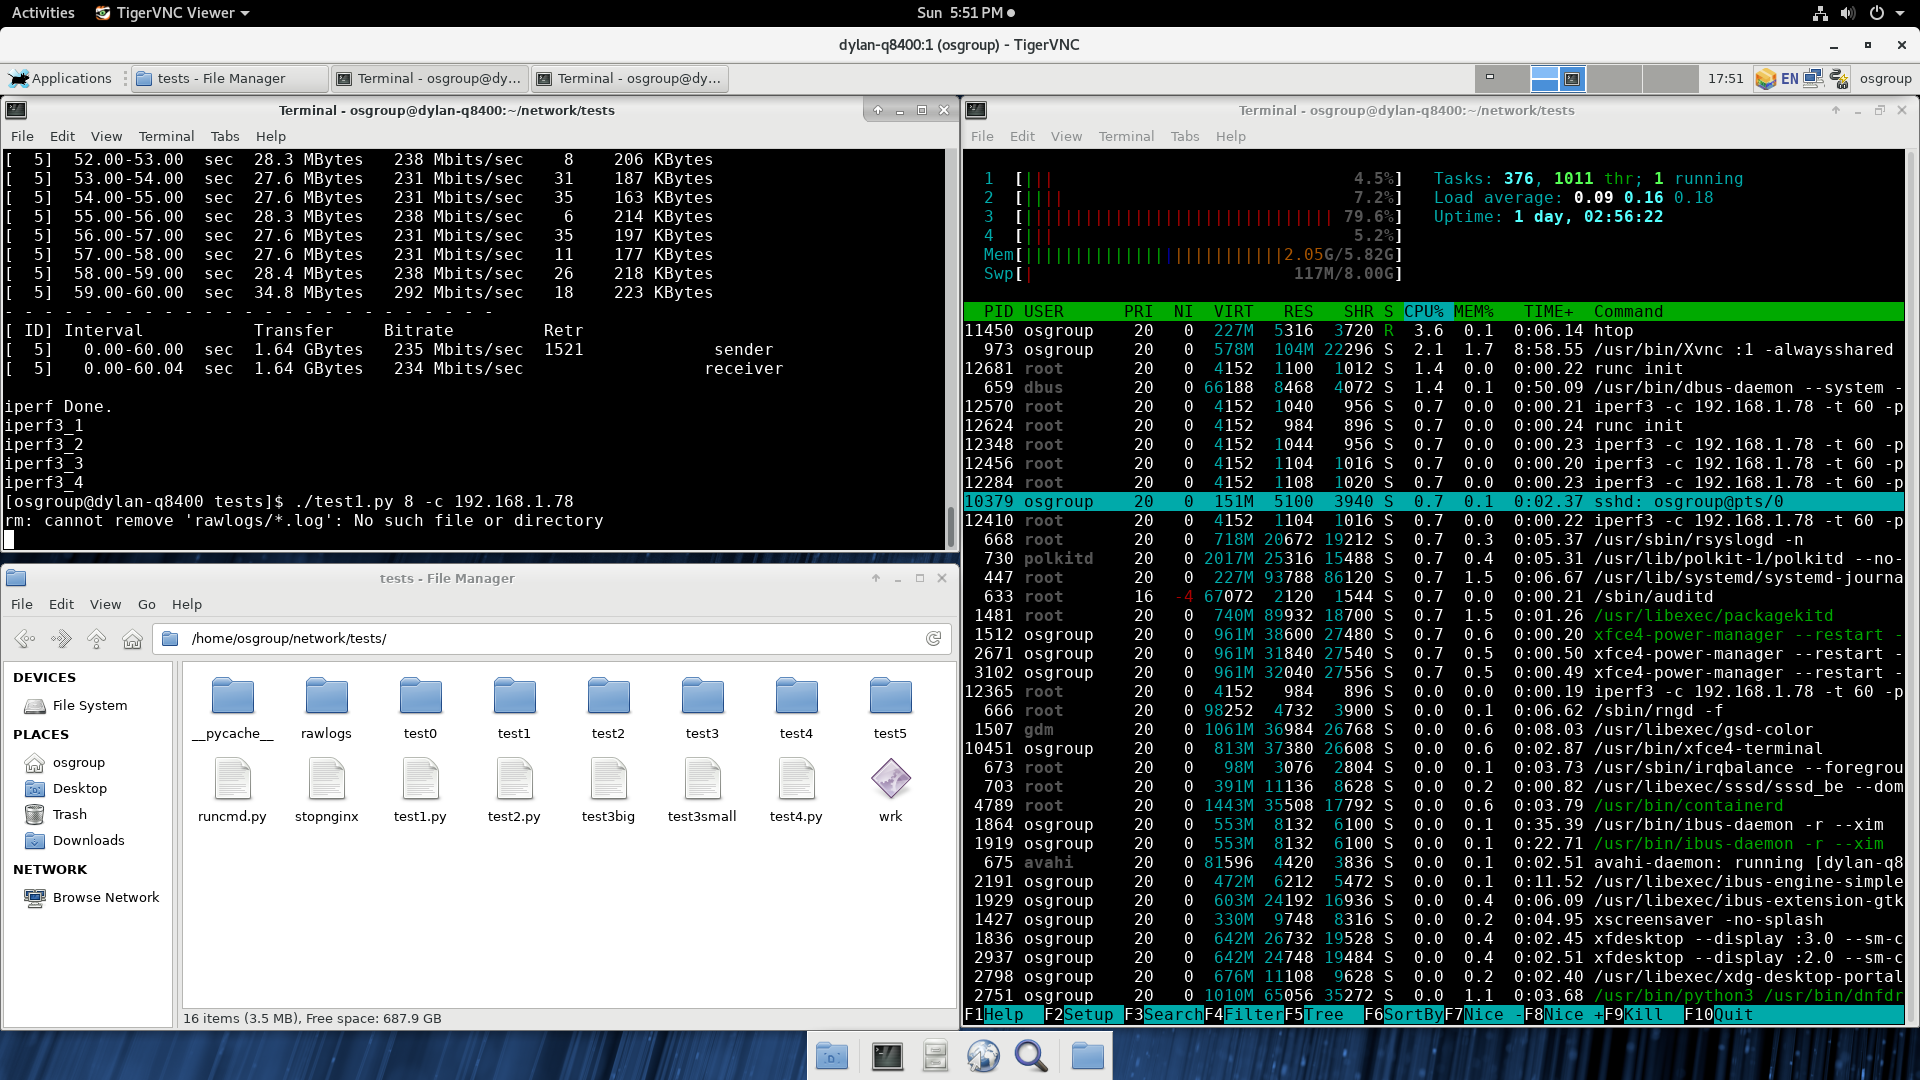 Activities TigerVNC Viewer Sun 5:51 PM
dylan-q8400:1 (osgroup) - TigerVNC
Applications tests - File Manager Terminal - osgroup@dy... Terminal - osgroup@dy... 17:51 EN osgroup
Terminal - osgroup@dylan-q8400:~/network/tests
File Edit View Terminal Tabs Help
[  5]  52.00-53.00  sec  28.3 MBytes   238 Mbits/sec    8    206 KBytes
[  5]  53.00-54.00  sec  27.6 MBytes   231 Mbits/sec   31    187 KBytes
[  5]  54.00-55.00  sec  27.6 MBytes   231 Mbits/sec   35    163 KBytes
[  5]  55.00-56.00  sec  28.3 MBytes   238 Mbits/sec    6    214 KBytes
[  5]  56.00-57.00  sec  27.6 MBytes   231 Mbits/sec   35    197 KBytes
[  5]  57.00-58.00  sec  27.6 MBytes   231 Mbits/sec   11    177 KBytes
[  5]  58.00-59.00  sec  28.4 MBytes   238 Mbits/sec   26    218 KBytes
[  5]  59.00-60.00  sec  34.8 MBytes   292 Mbits/sec   18    223 KBytes
- - - - - - - - - - - - - - - - - - - - - - - - -
[ ID] Interval           Transfer     Bitrate         Retr
[  5]   0.00-60.00  sec  1.64 GBytes   235 Mbits/sec  1521             sender
[  5]   0.00-60.04  sec  1.64 GBytes   234 Mbits/sec                  receiver
iperf Done.
iperf3_1
iperf3_2
iperf3_3
iperf3_4
[osgroup@dylan-q8400 tests]$ ./test1.py 8 -c 192.168.1.78
rm: cannot remove 'rawlogs/*.log': No such file or directory
tests - File Manager
File Edit View Go Help
/home/osgroup/network/tests/
DEVICES
File System
PLACES
osgroup
Desktop
Trash
Downloads
NETWORK
Browse Network
__pycache__ rawlogs test0 test1 test2 test3 test4 test5
runcmd.py stopnginx test1.py test2.py test3big test3small test4.py wrk
16 items (3.5 MB), Free space: 687.9 GB
Terminal - osgroup@dylan-q8400:~/network/tests
File Edit View Terminal Tabs Help
1 [||| 4.5%] Tasks: 376, 1011 thr; 1 running
2 [|||| 7.2%] Load average: 0.09 0.16 0.18
3 [||||||||||||||||||||||||||||||| 79.6%] Uptime: 1 day, 02:56:22
4 [||| 5.2%]
Mem[||||||||||||||||||||||||||2.05G/5.82G]
Swp[| 117M/8.00G]
PID USER PRI NI VIRT RES SHR S CPU% MEM% TIME+ Command
11450 osgroup 20 0 227M 5316 3720 R 3.6 0.1 0:06.14 htop
973 osgroup 20 0 578M 104M 22296 S 2.1 1.7 8:58.55 /usr/bin/Xvnc :1 -alwaysshared
12681 root 20 0 4152 1100 1012 S 1.4 0.0 0:00.22 runc init
659 dbus 20 0 66188 8468 4072 S 1.4 0.1 0:50.09 /usr/bin/dbus-daemon --system -
12570 root 20 0 4152 1040 956 S 0.7 0.0 0:00.21 iperf3 -c 192.168.1.78 -t 60 -p
12624 root 20 0 4152 984 896 S 0.7 0.0 0:00.24 runc init
12348 root 20 0 4152 1044 956 S 0.7 0.0 0:00.23 iperf3 -c 192.168.1.78 -t 60 -p
12456 root 20 0 4152 1104 1016 S 0.7 0.0 0:00.20 iperf3 -c 192.168.1.78 -t 60 -p
12284 root 20 0 4152 1108 1020 S 0.7 0.0 0:00.23 iperf3 -c 192.168.1.78 -t 60 -p
10379 osgroup 20 0 151M 5100 3940 S 0.7 0.1 0:02.37 sshd: osgroup@pts/0
12410 root 20 0 4152 1104 1016 S 0.7 0.0 0:00.22 iperf3 -c 192.168.1.78 -t 60 -p
668 root 20 0 718M 20672 19212 S 0.7 0.3 0:05.37 /usr/sbin/rsyslogd -n
730 polkitd 20 0 2017M 25316 15488 S 0.7 0.4 0:05.31 /usr/lib/polkit-1/polkitd --no-
447 root 20 0 227M 93788 86120 S 0.7 1.5 0:06.67 /usr/lib/systemd/systemd-journa
633 root 16 -4 67072 2120 1544 S 0.7 0.0 0:00.21 /sbin/auditd
1481 root 20 0 740M 89932 18700 S 0.7 1.5 0:01.26 /usr/libexec/packagekitd
1512 osgroup 20 0 961M 38600 27480 S 0.7 0.6 0:00.20 xfce4-power-manager --restart -
2671 osgroup 20 0 961M 31840 27540 S 0.7 0.5 0:00.50 xfce4-power-manager --restart -
3102 osgroup 20 0 961M 32040 27556 S 0.7 0.5 0:00.49 xfce4-power-manager --restart -
12365 root 20 0 4152 984 896 S 0.0 0.0 0:00.19 iperf3 -c 192.168.1.78 -t 60 -p
666 root 20 0 98252 4732 3900 S 0.0 0.1 0:06.62 /sbin/rngd -f
1507 gdm 20 0 1061M 36984 26768 S 0.0 0.6 0:08.03 /usr/libexec/gsd-color
10451 osgroup 20 0 813M 37380 26608 S 0.0 0.6 0:02.87 /usr/bin/xfce4-terminal
673 root 20 0 98M 3076 2804 S 0.0 0.1 0:03.73 /usr/sbin/irqbalance --foregrou
703 root 20 0 391M 11136 8628 S 0.0 0.2 0:00.82 /usr/libexec/sssd/sssd_be --dom
4789 root 20 0 1443M 35508 17792 S 0.0 0.6 0:03.79 /usr/bin/containerd
1864 osgroup 20 0 553M 8132 6100 S 0.0 0.1 0:35.39 /usr/bin/ibus-daemon -r --xim
1919 osgroup 20 0 553M 8132 6100 S 0.0 0.1 0:22.71 /usr/bin/ibus-daemon -r --xim
675 avahi 20 0 81596 4420 3836 S 0.0 0.1 0:02.51 avahi-daemon: running [dylan-q8
2191 osgroup 20 0 472M 6212 5472 S 0.0 0.1 0:11.52 /usr/libexec/ibus-engine-simple
1929 osgroup 20 0 603M 24192 16936 S 0.0 0.4 0:06.09 /usr/libexec/ibus-extension-gtk
1427 osgroup 20 0 330M 9748 8316 S 0.0 0.2 0:04.95 xscreensaver -no-splash
1836 osgroup 20 0 642M 26732 19528 S 0.0 0.4 0:02.45 xfdesktop --display :3.0 --sm-c
2937 osgroup 20 0 642M 24748 19484 S 0.0 0.4 0:02.51 xfdesktop --display :2.0 --sm-c
2798 osgroup 20 0 676M 11108 9628 S 0.0 0.2 0:02.40 /usr/libexec/xdg-desktop-portal
2751 osgroup 20 0 1010M 65056 35272 S 0.0 1.1 0:03.68 /usr/bin/python3 /usr/bin/dnfdr
F1Help F2Setup F3SearchF4FilterF5Tree F6SortByF7Nice -F8Nice +F9Kill F10Quit